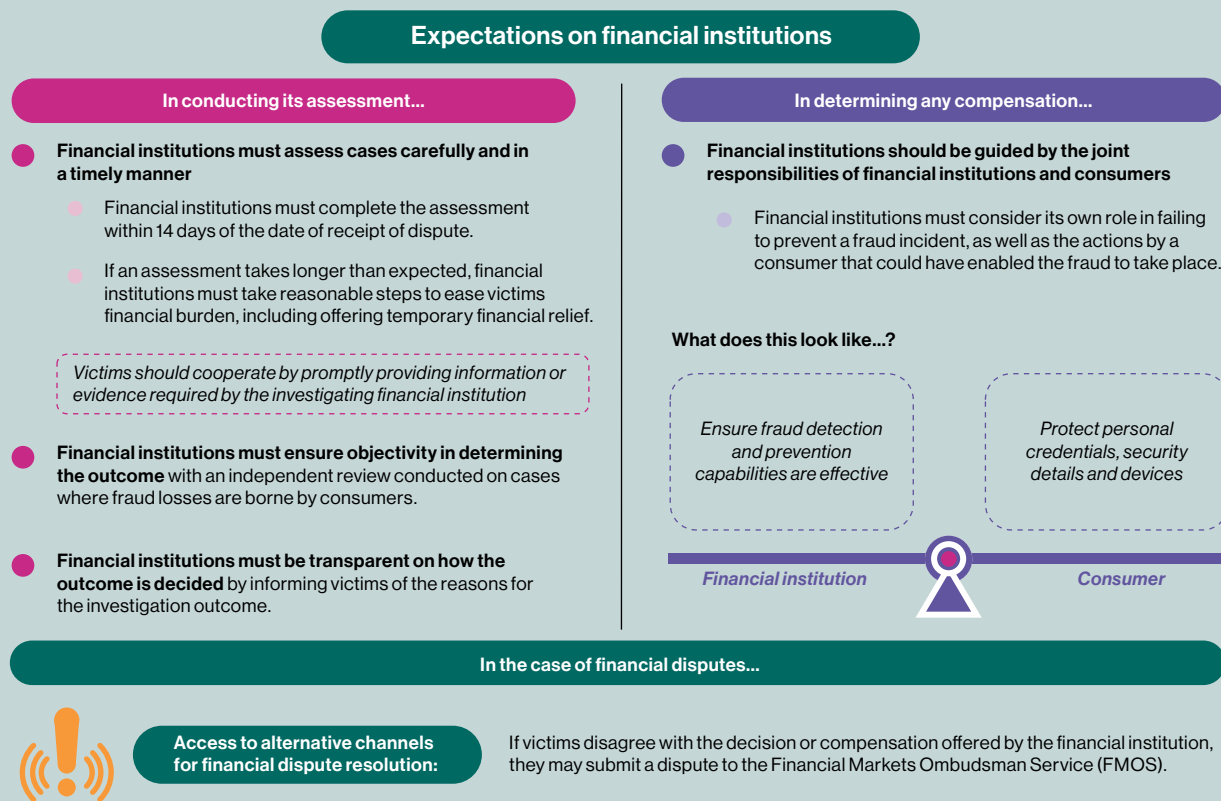 Expectations on financial institutions
In conducting its assessment...
Financial institutions must assess cases carefully and in
a timely manner
Financial institutions must complete the assessment
within 14 days of the date of receipt of dispute.
If an assessment takes longer than expected, financial
institutions must take reasonable steps to ease victims
financial burden, including offering temporary financial relief.
Victims should cooperate by promptly providing information or
evidence required by the investigating financial institution
Financial institutions must ensure objectivity in determining
the outcome with an independent review conducted on cases
where fraud losses are borne by consumers.
Financial institutions must be transparent on how the
outcome is decided by informing victims of the reasons for
the investigation outcome.
In determining any compensation...
Financial institutions should be guided by the joint
responsibilities of financial institutions and consumers
Financial institutions must consider its own role in failing
to prevent a fraud incident, as well as the actions by a
consumer that could have enabled the fraud to take place.
What does this look like...?
Ensure fraud detection
and prevention
capabilities are effective
Protect personal
credentials, security
details and devices
Financial institution
Consumer
In the case of financial disputes...
Access to alternative channels
for financial dispute resolution:
If victims disagree with the decision or compensation offered by the financial institution,
they may submit a dispute to the Financial Markets Ombudsman Service (FMOS).